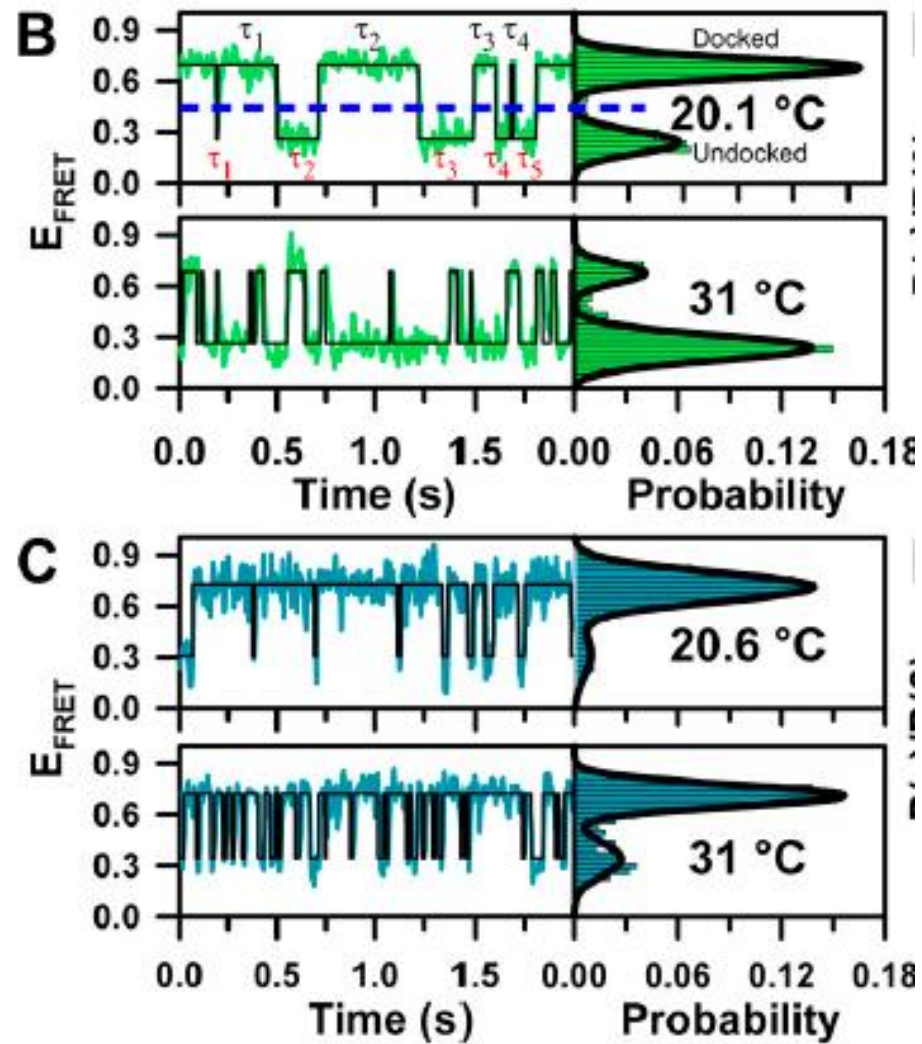 B
E_FRET
0.9
0.6
0.3
0.0
τ1 τ2 τ3 τ4
τ1 τ2 τ3 τ4 τ5
Docked
20.1 °C
Undocked
0.9
0.6
0.3
0.0
31 °C
0.0 0.5 1.0 1.5 0.00 0.06 0.12 0.18
Time (s) Probability
C
E_FRET
0.9
0.6
0.3
0.0
20.6 °C
0.9
0.6
0.3
0.0
31 °C
0.0 0.5 1.0 1.5 0.00 0.06 0.12 0.18
Time (s) Probability